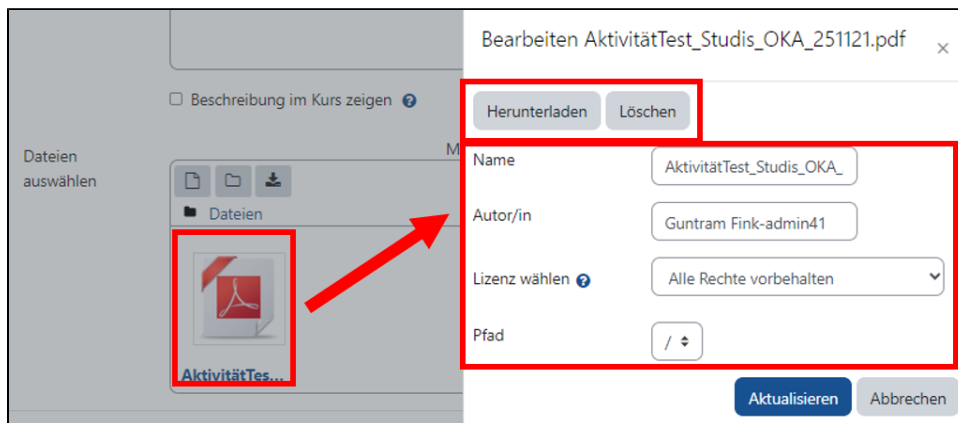 Bearbeiten AktivitätTest_Studis_OKA_251121.pdf ×
Herunterladen Löschen
Beschreibung im Kurs zeigen
Dateien
auswählen
M
Dateien
AktivitätTes...
Name AktivitätTest_Studis_OKA_
Autor/in Guntram Fink-admin41
Lizenz wählen Alle Rechte vorbehalten
Pfad /
Aktualisieren Abbrechen